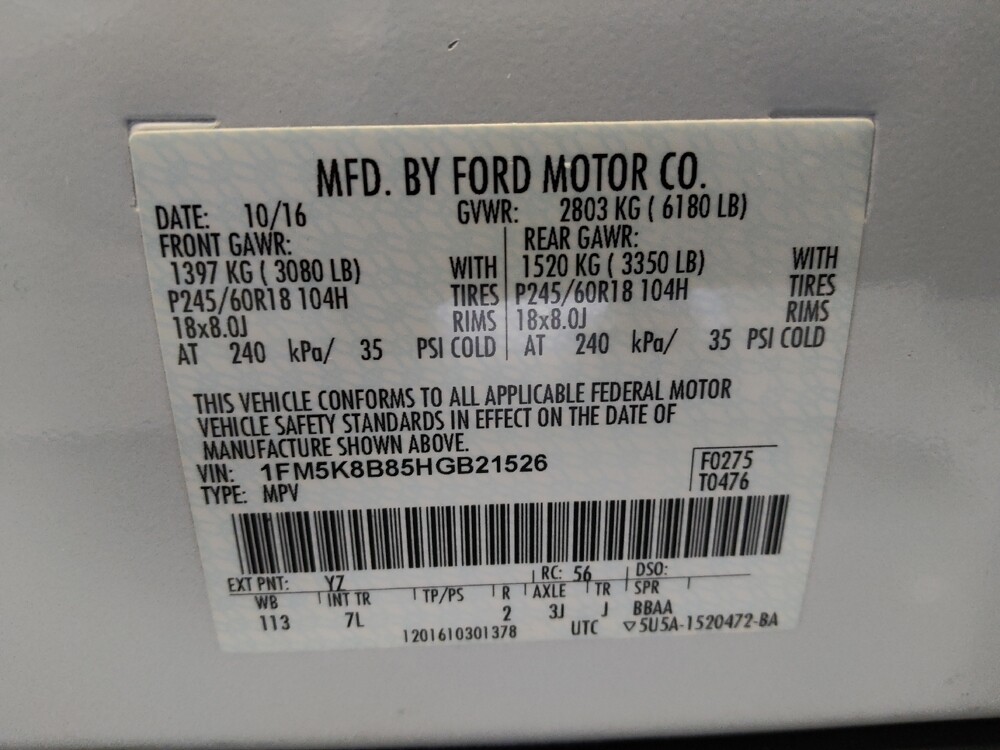 MFD. BY FORD MOTOR CO.
DATE: 10/16 GVWR: 2803 KG ( 6180 LB)
FRONT GAWR: REAR GAWR:
1397 KG ( 3080 LB) WITH 1520 KG ( 3350 LB) WITH
P245/60R18 104H TIRES P245/60R18 104H TIRES
18x8.0J RIMS 18x8.0J RIMS
AT 240 kPa/ 35 PSI COLD AT 240 kPa/ 35 PSI COLD
THIS VEHICLE CONFORMS TO ALL APPLICABLE FEDERAL MOTOR
VEHICLE SAFETY STANDARDS IN EFFECT ON THE DATE OF
MANUFACTURE SHOWN ABOVE.
VIN: 1FM5K8B85HGB21526 F0275
TYPE: MPV T0476
EXT PNT: YZ RC: 56 DSO:
WB INT TR TP/PS R AXLE TR SPR
113 7L 2 3J J BBAA
1201610301378 UTC ▽5U5A-1520472-BA